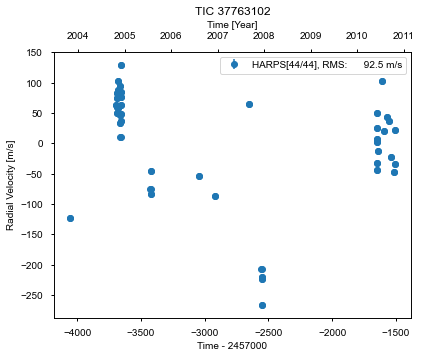 TIC 37763102
Time [Year]
2004 2005 2006 2007 2008 2009 2010 2011
HARPS[44/44], RMS: 92.5 m/s
150
100
50
0
−50
−100
−150
−200
−250
Radial Velocity [m/s]
−4000 −3500 −3000 −2500 −2000 −1500
Time - 2457000